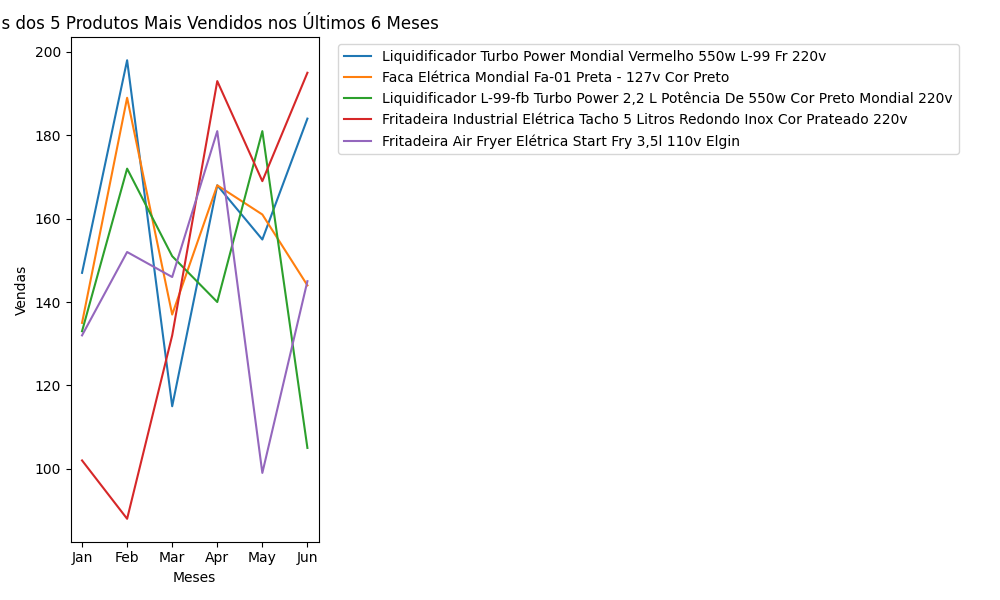 s dos 5 Produtos Mais Vendidos nos Últimos 6 Meses
Liquidificador Turbo Power Mondial Vermelho 550w L-99 Fr 220v
Faca Elétrica Mondial Fa-01 Preta - 127v Cor Preto
Liquidificador L-99-fb Turbo Power 2,2 L Potência De 550w Cor Preto Mondial 220v
Fritadeira Industrial Elétrica Tacho 5 Litros Redondo Inox Cor Prateado 220v
Fritadeira Air Fryer Elétrica Start Fry 3,5l 110v Elgin
Vendas
200
180
160
140
120
100
Jan Feb Mar Apr May Jun
Meses